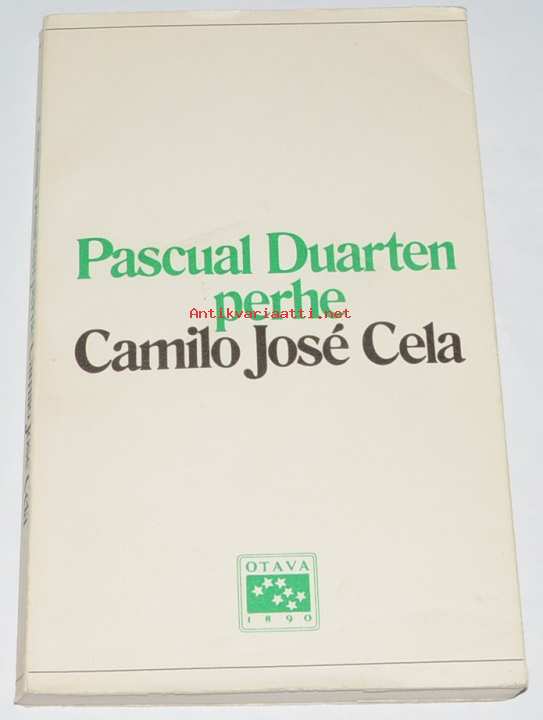 Pascual Duarten
perhe
Antikvariaatti.net
Camilo José Cela
OTAVA
1890